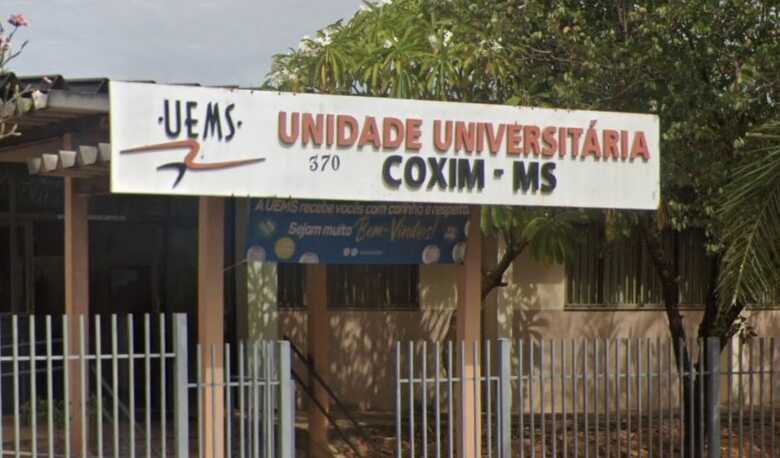 ·UEMS·
UNIDADE UNIVERSITÁRIA
370
COXIM - MS
A UEMS recebe vocês com carinho e respeito
Sejam muito Bem-Vindos!